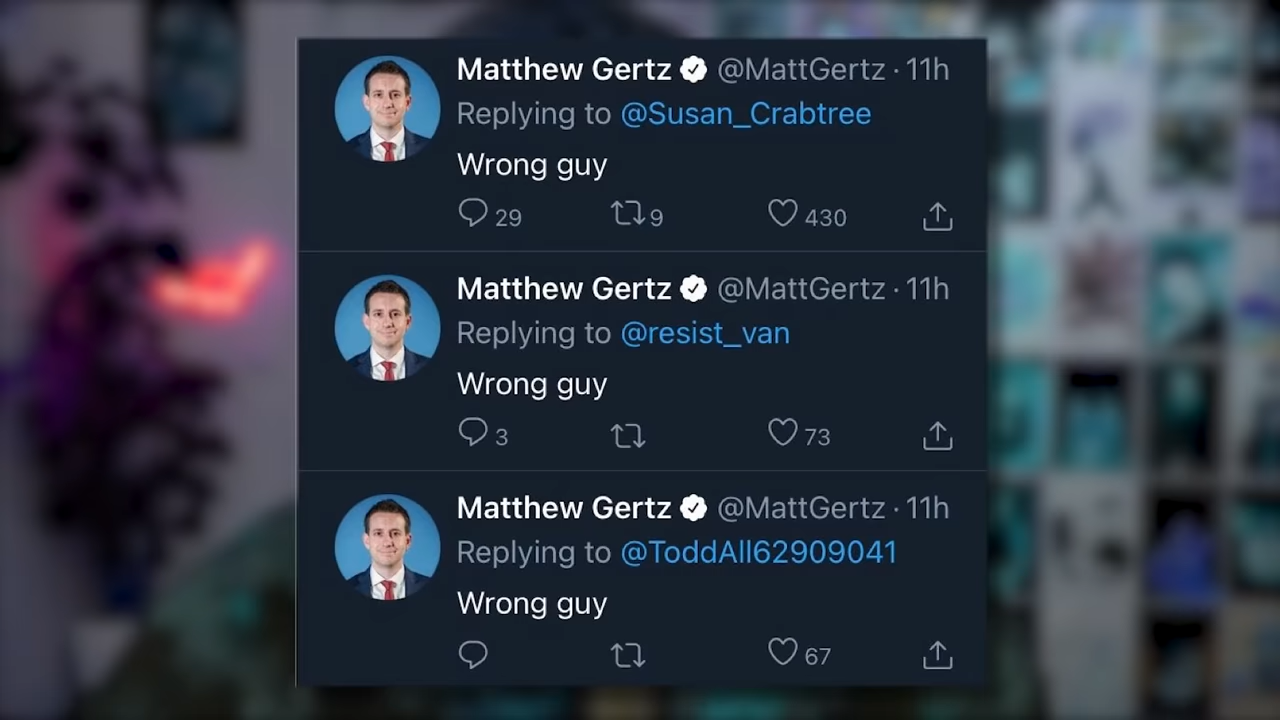 Matthew Gertz @MattGertz · 11h
Replying to @Susan_Crabtree
Wrong guy
29 9 430
Matthew Gertz @MattGertz · 11h
Replying to @resist_van
Wrong guy
3 73
Matthew Gertz @MattGertz · 11h
Replying to @ToddAll62909041
Wrong guy
67